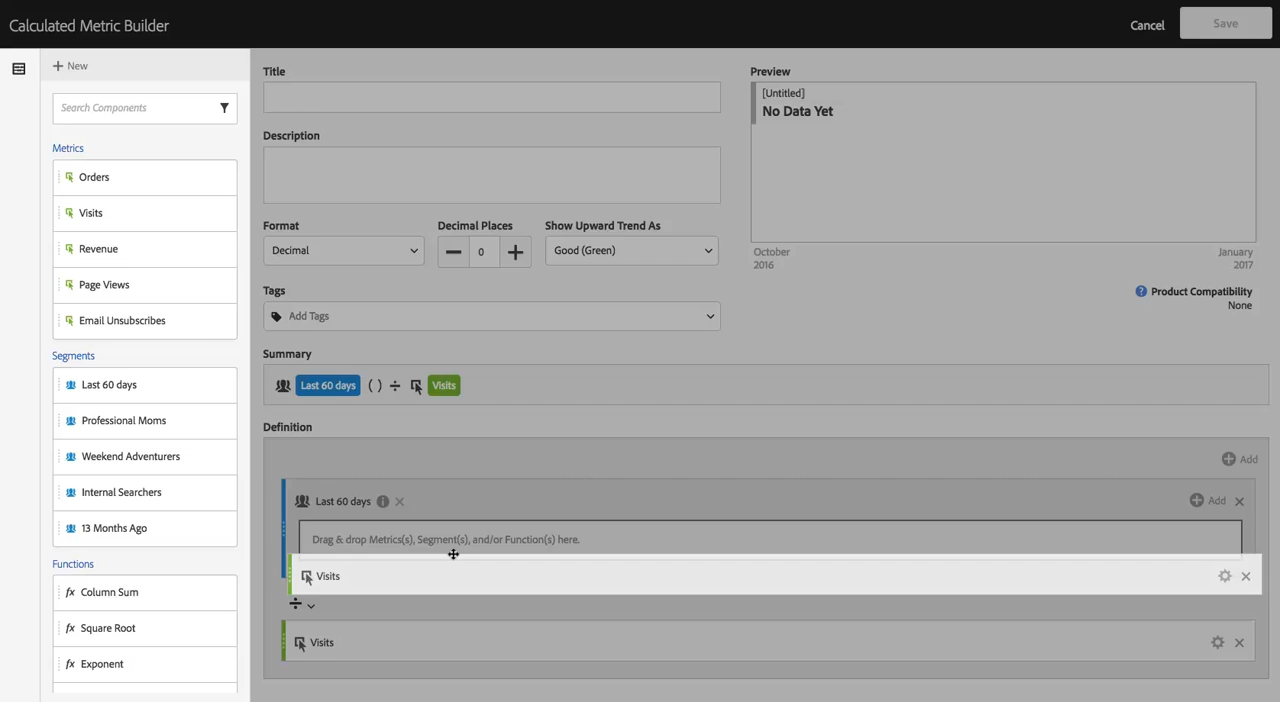 Calculated Metric Builder
Cancel
Save
+ New
Search Components
Metrics
Orders
Visits
Revenue
Page Views
Email Unsubscribes
Segments
Last 60 days
Professional Moms
Weekend Adventurers
Internal Searchers
13 Months Ago
Functions
fx Column Sum
fx Square Root
fx Exponent
Title
Description
Format
Decimal
Decimal Places
0
Show Upward Trend As
Good (Green)
Tags
Add Tags
Preview
[Untitled]
No Data Yet
October
2016
January
2017
? Product Compatibility
None
Summary
Last 60 days ( ) ÷ Visits
Definition
Add
Last 60 days
Add
Drag & drop Metrics(s), Segment(s), and/or Function(s) here.
Visits
÷
Visits